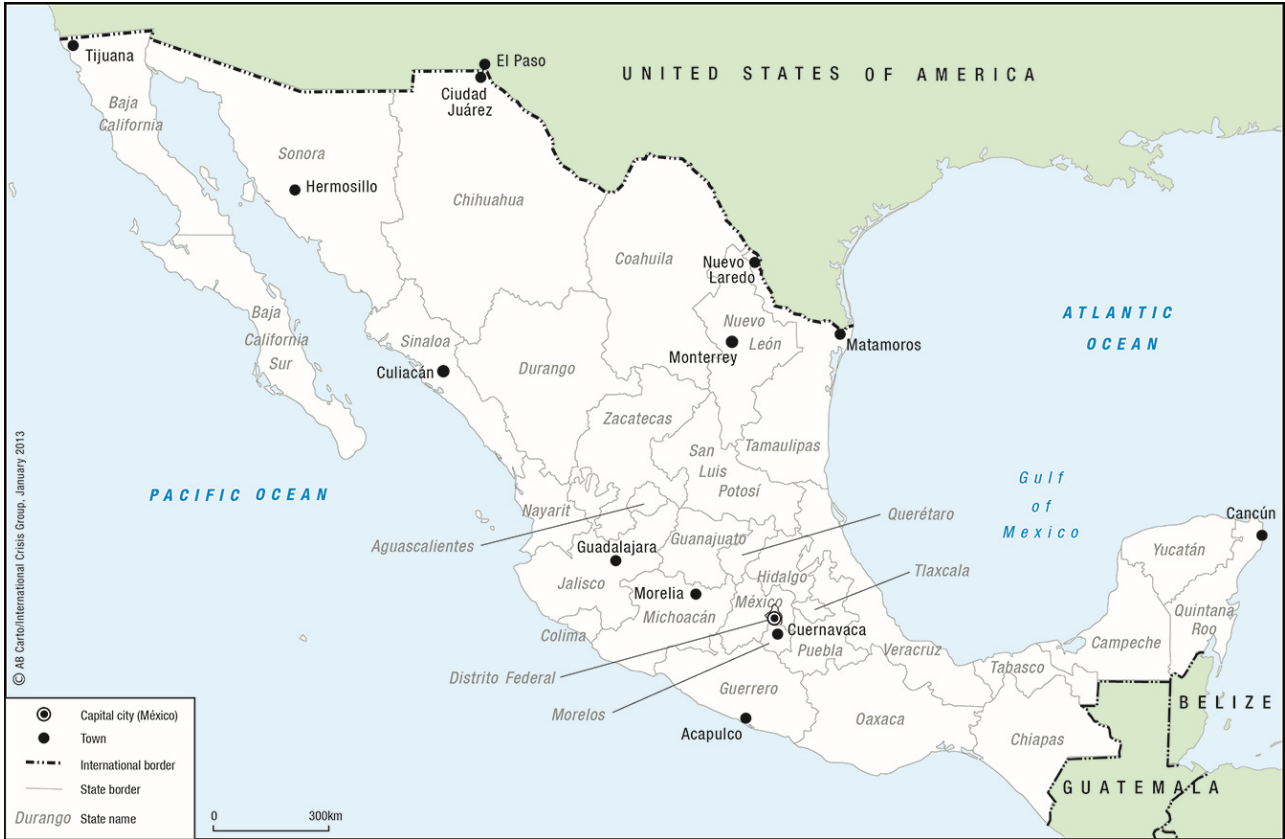 Tijuana
El Paso
UNITED STATES OF AMERICA
Ciudad
Juárez
Baja
California
Sonora
Hermosillo
Chihuahua
Coahuila
Nuevo
Laredo
Baja
California
Sur
Sinaloa
Culiacán
Durango
Nuevo
León
Monterrey
Matamoros
ATLANTIC
OCEAN
Zacatecas
San
Luis
Potosí
Tamaulipas
PACIFIC OCEAN
Gulf
of
Mexico
Nayarit
Aguascalientes
Guanajuato
Querétaro
Cancún
Yucatán
Guadalajara
Jalisco
Hidalgo
Tlaxcala
Morelia
Michoacán
México
Quintana
Roo
Colima
Cuernavaca
Puebla
Veracruz
Campeche
Tabasco
Distrito Federal
Guerrero
Morelos
Oaxaca
BELIZE
Acapulco
Chiapas
GUATEMALA
© AB Carto/International Crisis Group, January 2013
Capital city (México)
Town
International border
State border
Durango State name
0 300km